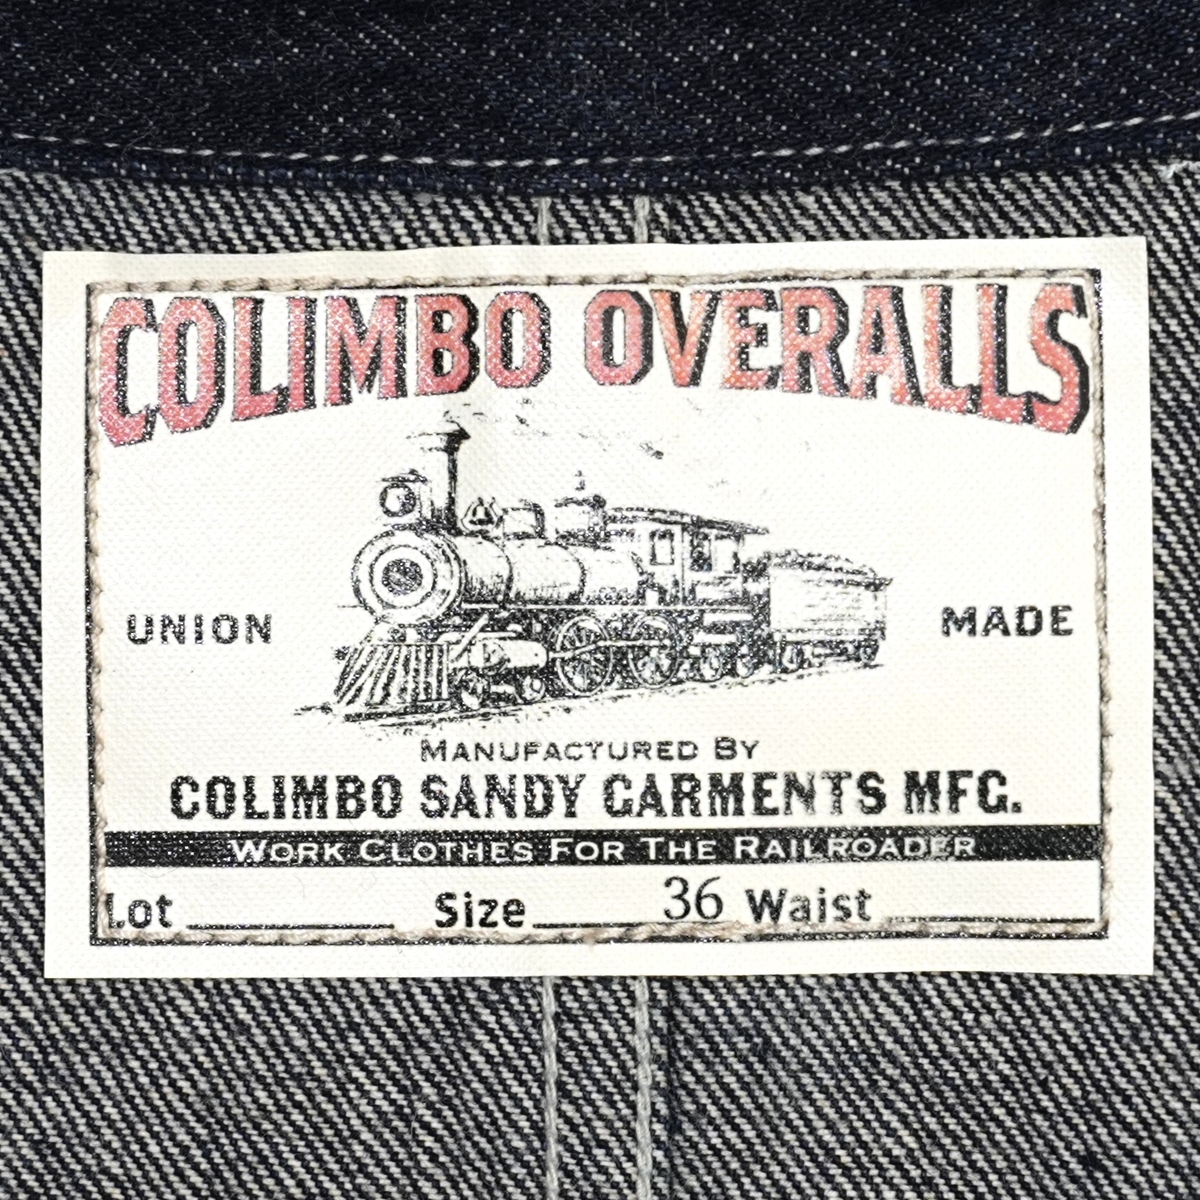 COLIMBO OVERALLS
UNION MADE
MANUFACTURED BY
COLIMBO SANDY GARMENTS MFG.
WORK CLOTHES FOR THE RAILROADER
Lot Size 36 Waist